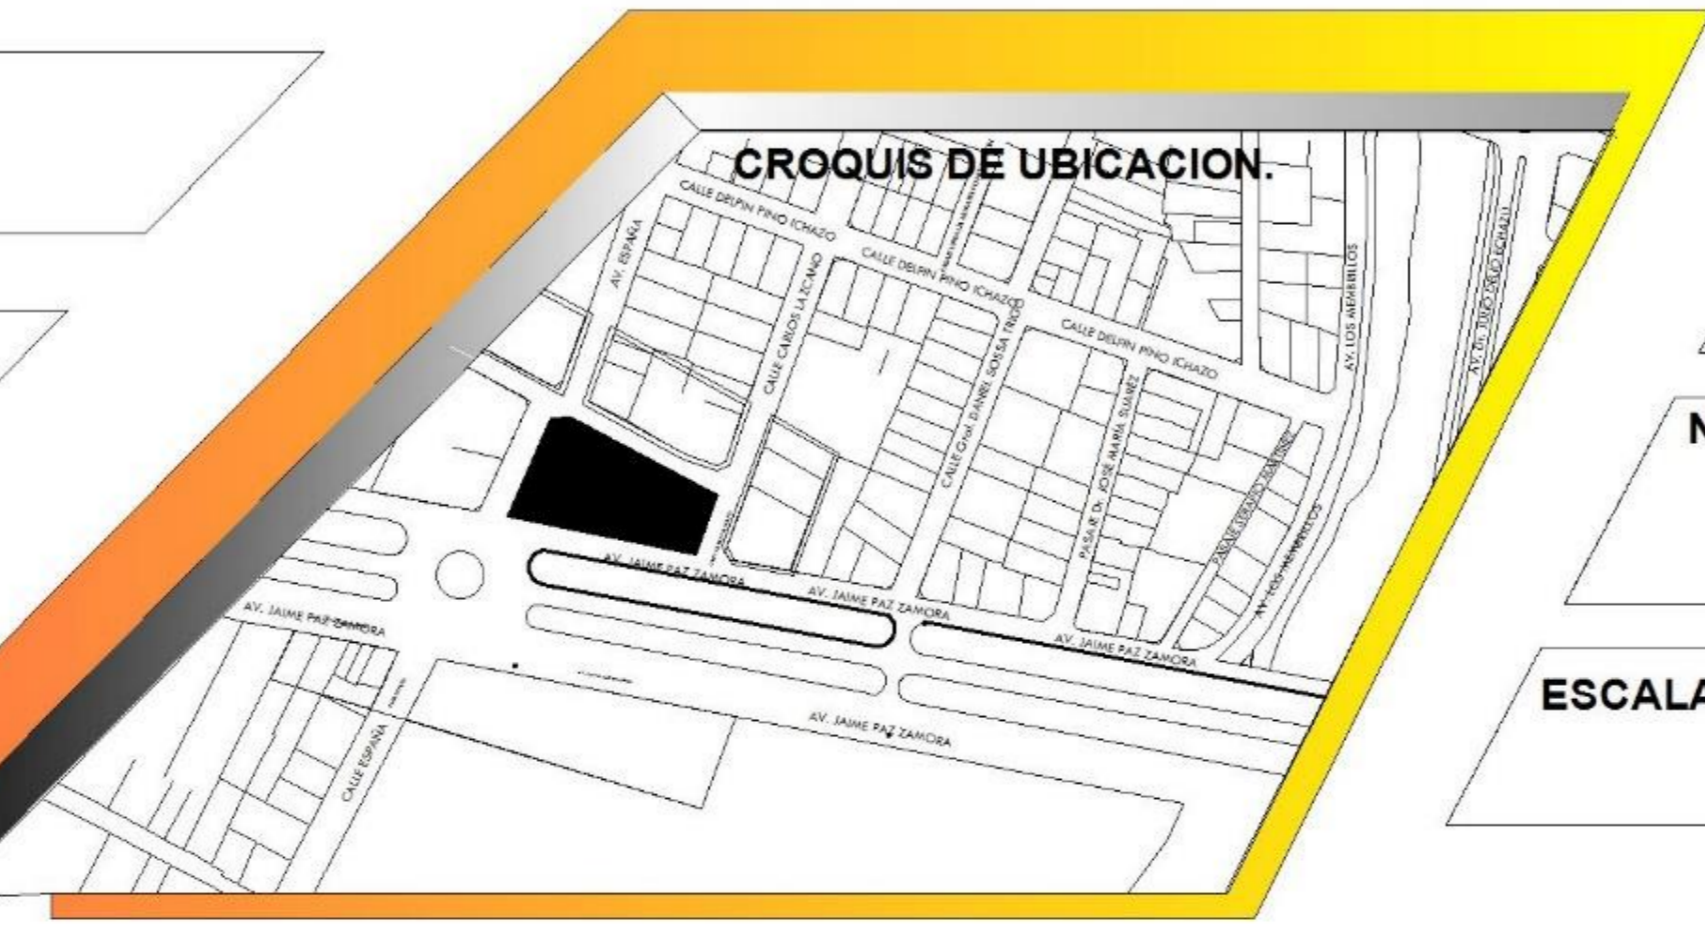 CROQUIS DE UBICACION.
CALLE DELFIN PINO ICHAZO
CALLE DELFIN PINO ICHAZO
CALLE DELFIN PINO ICHAZO
AV. ESPAÑA
CALLE CARLOS LAZCANO
CALLE Gral. DANIEL SOSSA TRIGO
PASAJE Dr. JOSÉ MARÍA SUAREZ
AV. LOS MEMBRILLOS
AV. LOS MEMBRILLOS
AV. JAIME PAZ ZAMORA
AV. JAIME PAZ ZAMORA
AV. JAIME PAZ ZAMORA
AV. JAIME PAZ ZAMORA
AV. JAIME PAZ ZAMORA
CALLE ESPAÑA
N
ESCALA